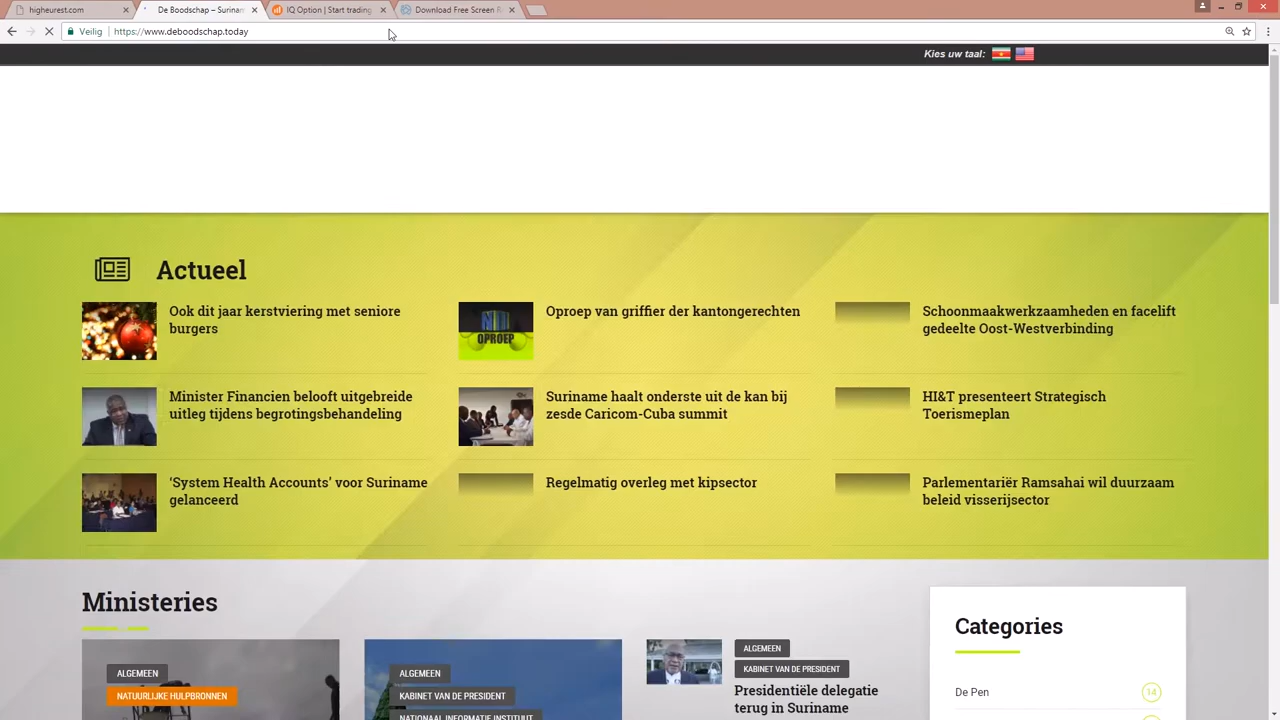 higheurest.com
De Boodschap – Surinam
IQ Option | Start trading
Download Free Screen R
Veilig
https://www.deboodschap.today
Kies uw taal:
Actueel
Ook dit jaar kerstviering met seniore
burgers
Oproep van griffier der kantongerechten
Schoonmaakwerkzaamheden en facelift
gedeelte Oost-Westverbinding
OPROEP
Minister Financien belooft uitgebreide
uitleg tijdens begrotingsbehandeling
Suriname haalt onderste uit de kan bij
zesde Caricom-Cuba summit
HI&T presenteert Strategisch
Toerismeplan
‘System Health Accounts’ voor Suriname
gelanceerd
Regelmatig overleg met kipsector
Parlementariër Ramsahai wil duurzaam
beleid visserijsector
Ministeries
ALGEMEEN
NATUURLIJKE HULPBRONNEN
ALGEMEEN
KABINET VAN DE PRESIDENT
NATIONAAL INFORMATIE INSTITUUT
ALGEMEEN
KABINET VAN DE PRESIDENT
Presidentiële delegatie
terug in Suriname
Categories
De Pen
14